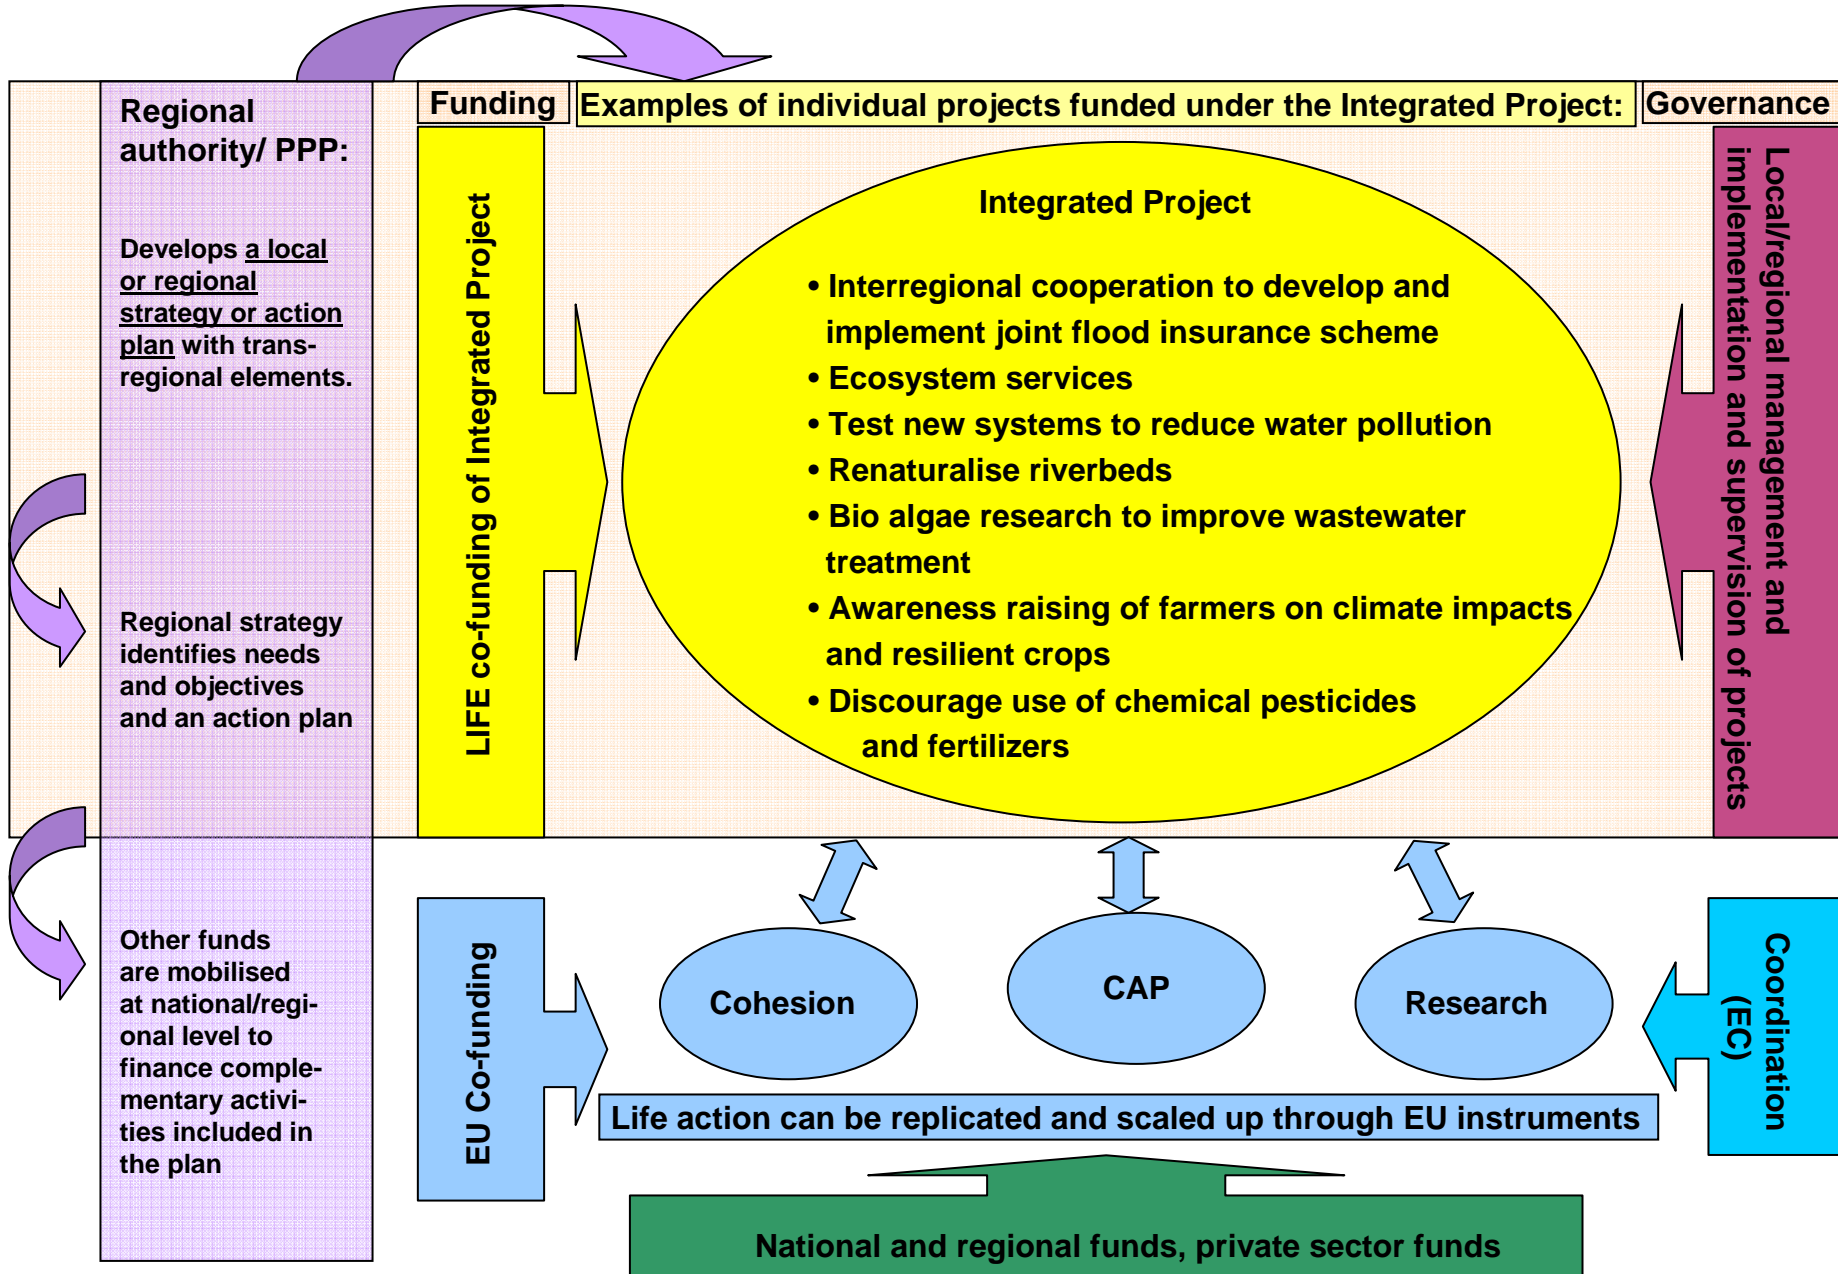 Regional
authority/ PPP:
Develops a local
or regional
strategy or action
plan with trans-
regional elements.
Regional strategy
identifies needs
and objectives
and an action plan
Other funds
are mobilised
at national/regi-
onal level to
finance comple-
mentary activi-
ties included in
the plan
Funding
Examples of individual projects funded under the Integrated Project:
Governance
LIFE co-funding of Integrated Project
Integrated Project
• Interregional cooperation to develop and
implement joint flood insurance scheme
• Ecosystem services
• Test new systems to reduce water pollution
• Renaturalise riverbeds
• Bio algae research to improve wastewater
treatment
• Awareness raising of farmers on climate impacts
and resilient crops
• Discourage use of chemical pesticides
and fertilizers
Local/regional management and
implementation and supervision of projects
EU Co-funding
Cohesion
CAP
Research
Coordination
(EC)
Life action can be replicated and scaled up through EU instruments
National and regional funds, private sector funds